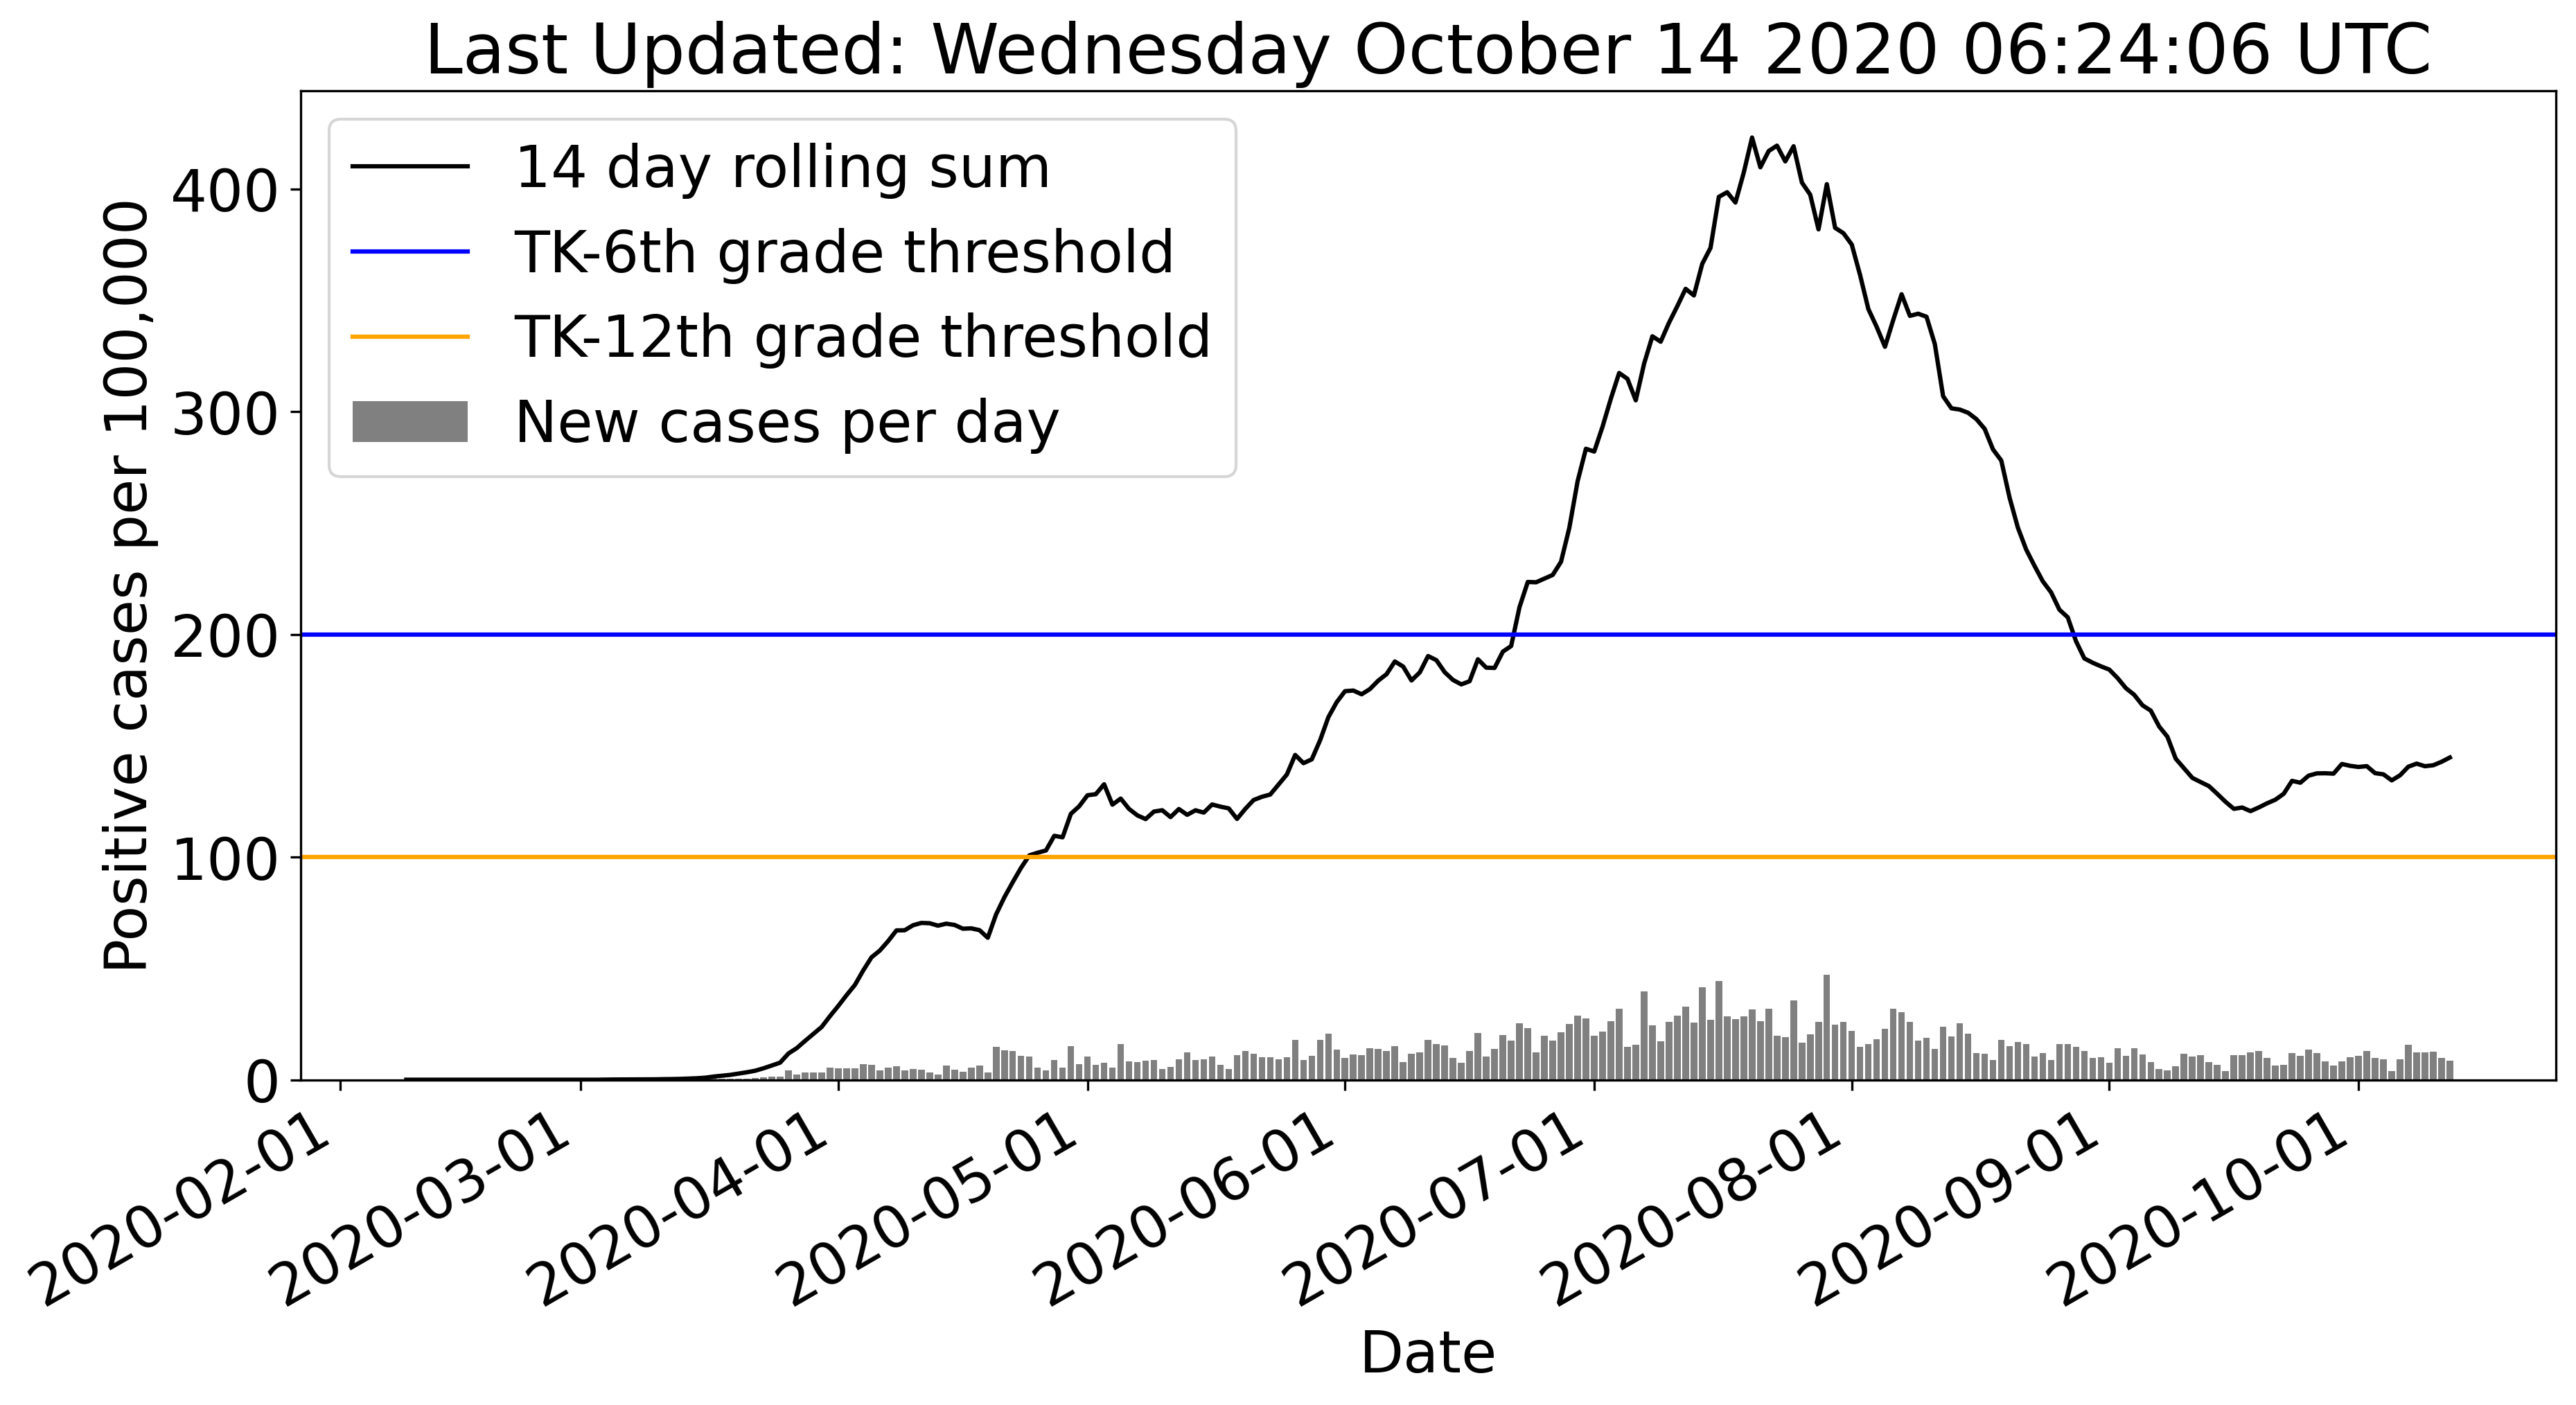 Last Updated: Wednesday October 14 2020 06:24:06 UTC
14 day rolling sum
TK-6th grade threshold
TK-12th grade threshold
New cases per day
Positive cases per 100,000
400
300
200
100
0
2020-02-01
2020-03-01
2020-04-01
2020-05-01
2020-06-01
2020-07-01
2020-08-01
2020-09-01
2020-10-01
Date